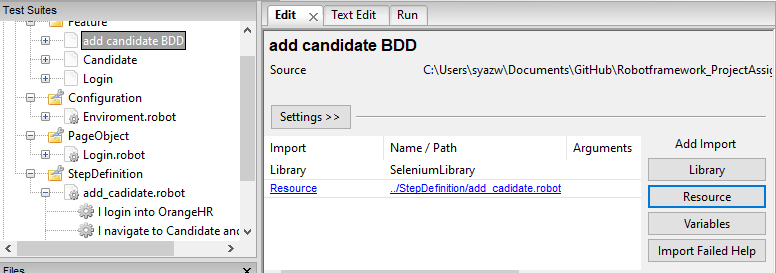 Test Suites
Feature
add candidate BDD
Candidate
Login
Configuration
Enviroment.robot
PageObject
Login.robot
StepDefinition
add_cadidate.robot
I login into OrangeHR
I navigate to Candidate and
Files
Edit
Text Edit
Run
add candidate BDD
Source C:\Users\syazw\Documents\GitHub\Robotframework_ProjectAssig
Settings >>
Import Name / Path Arguments
Library SeleniumLibrary
Resource ../StepDefinition/add_cadidate.robot
Add Import
Library
Resource
Variables
Import Failed Help